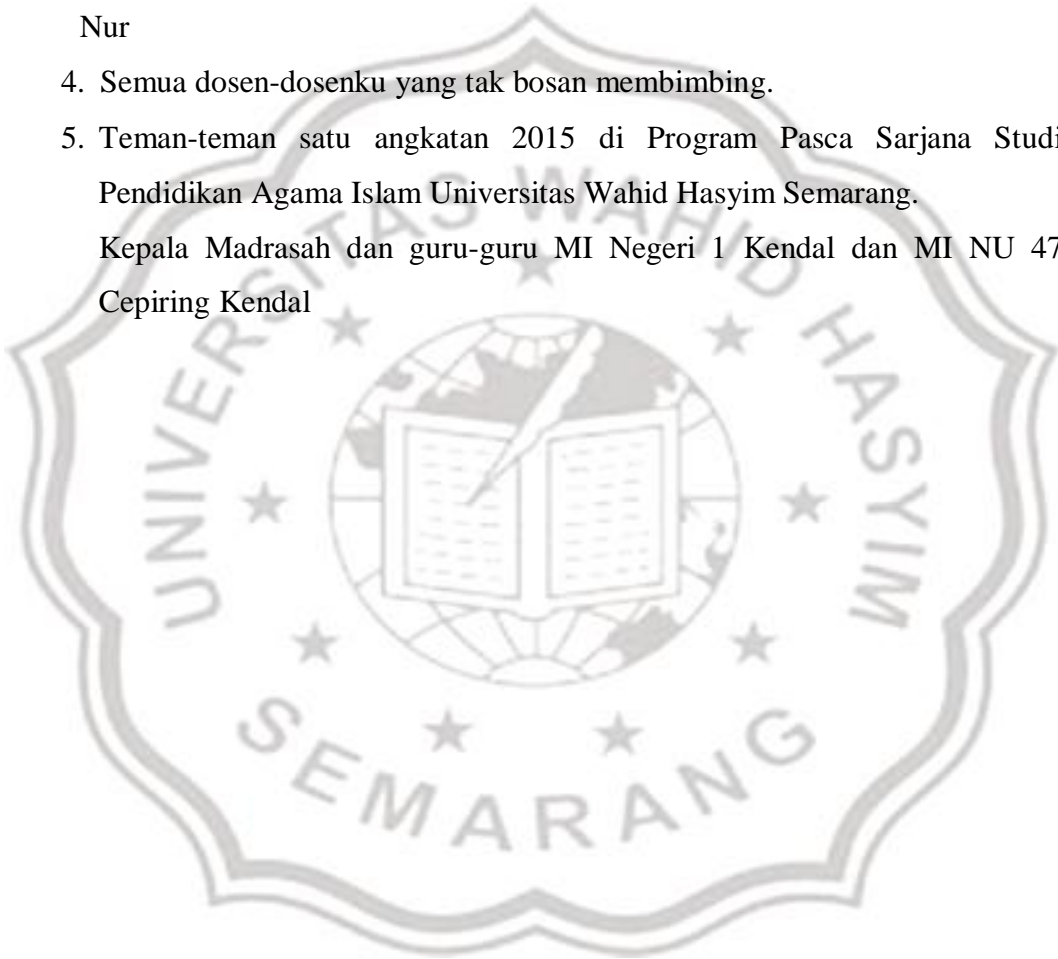 Nur
4. Semua dosen-dosenku yang tak bosan membimbing.
5. Teman-teman satu angkatan 2015 di Program Pasca Sarjana Studi
Pendidikan Agama Islam Universitas Wahid Hasyim Semarang.
Kepala Madrasah dan guru-guru MI Negeri 1 Kendal dan MI NU 47
Cepiring Kendal
UNIVERSITAS WAHID HASYIM
SEMARANG